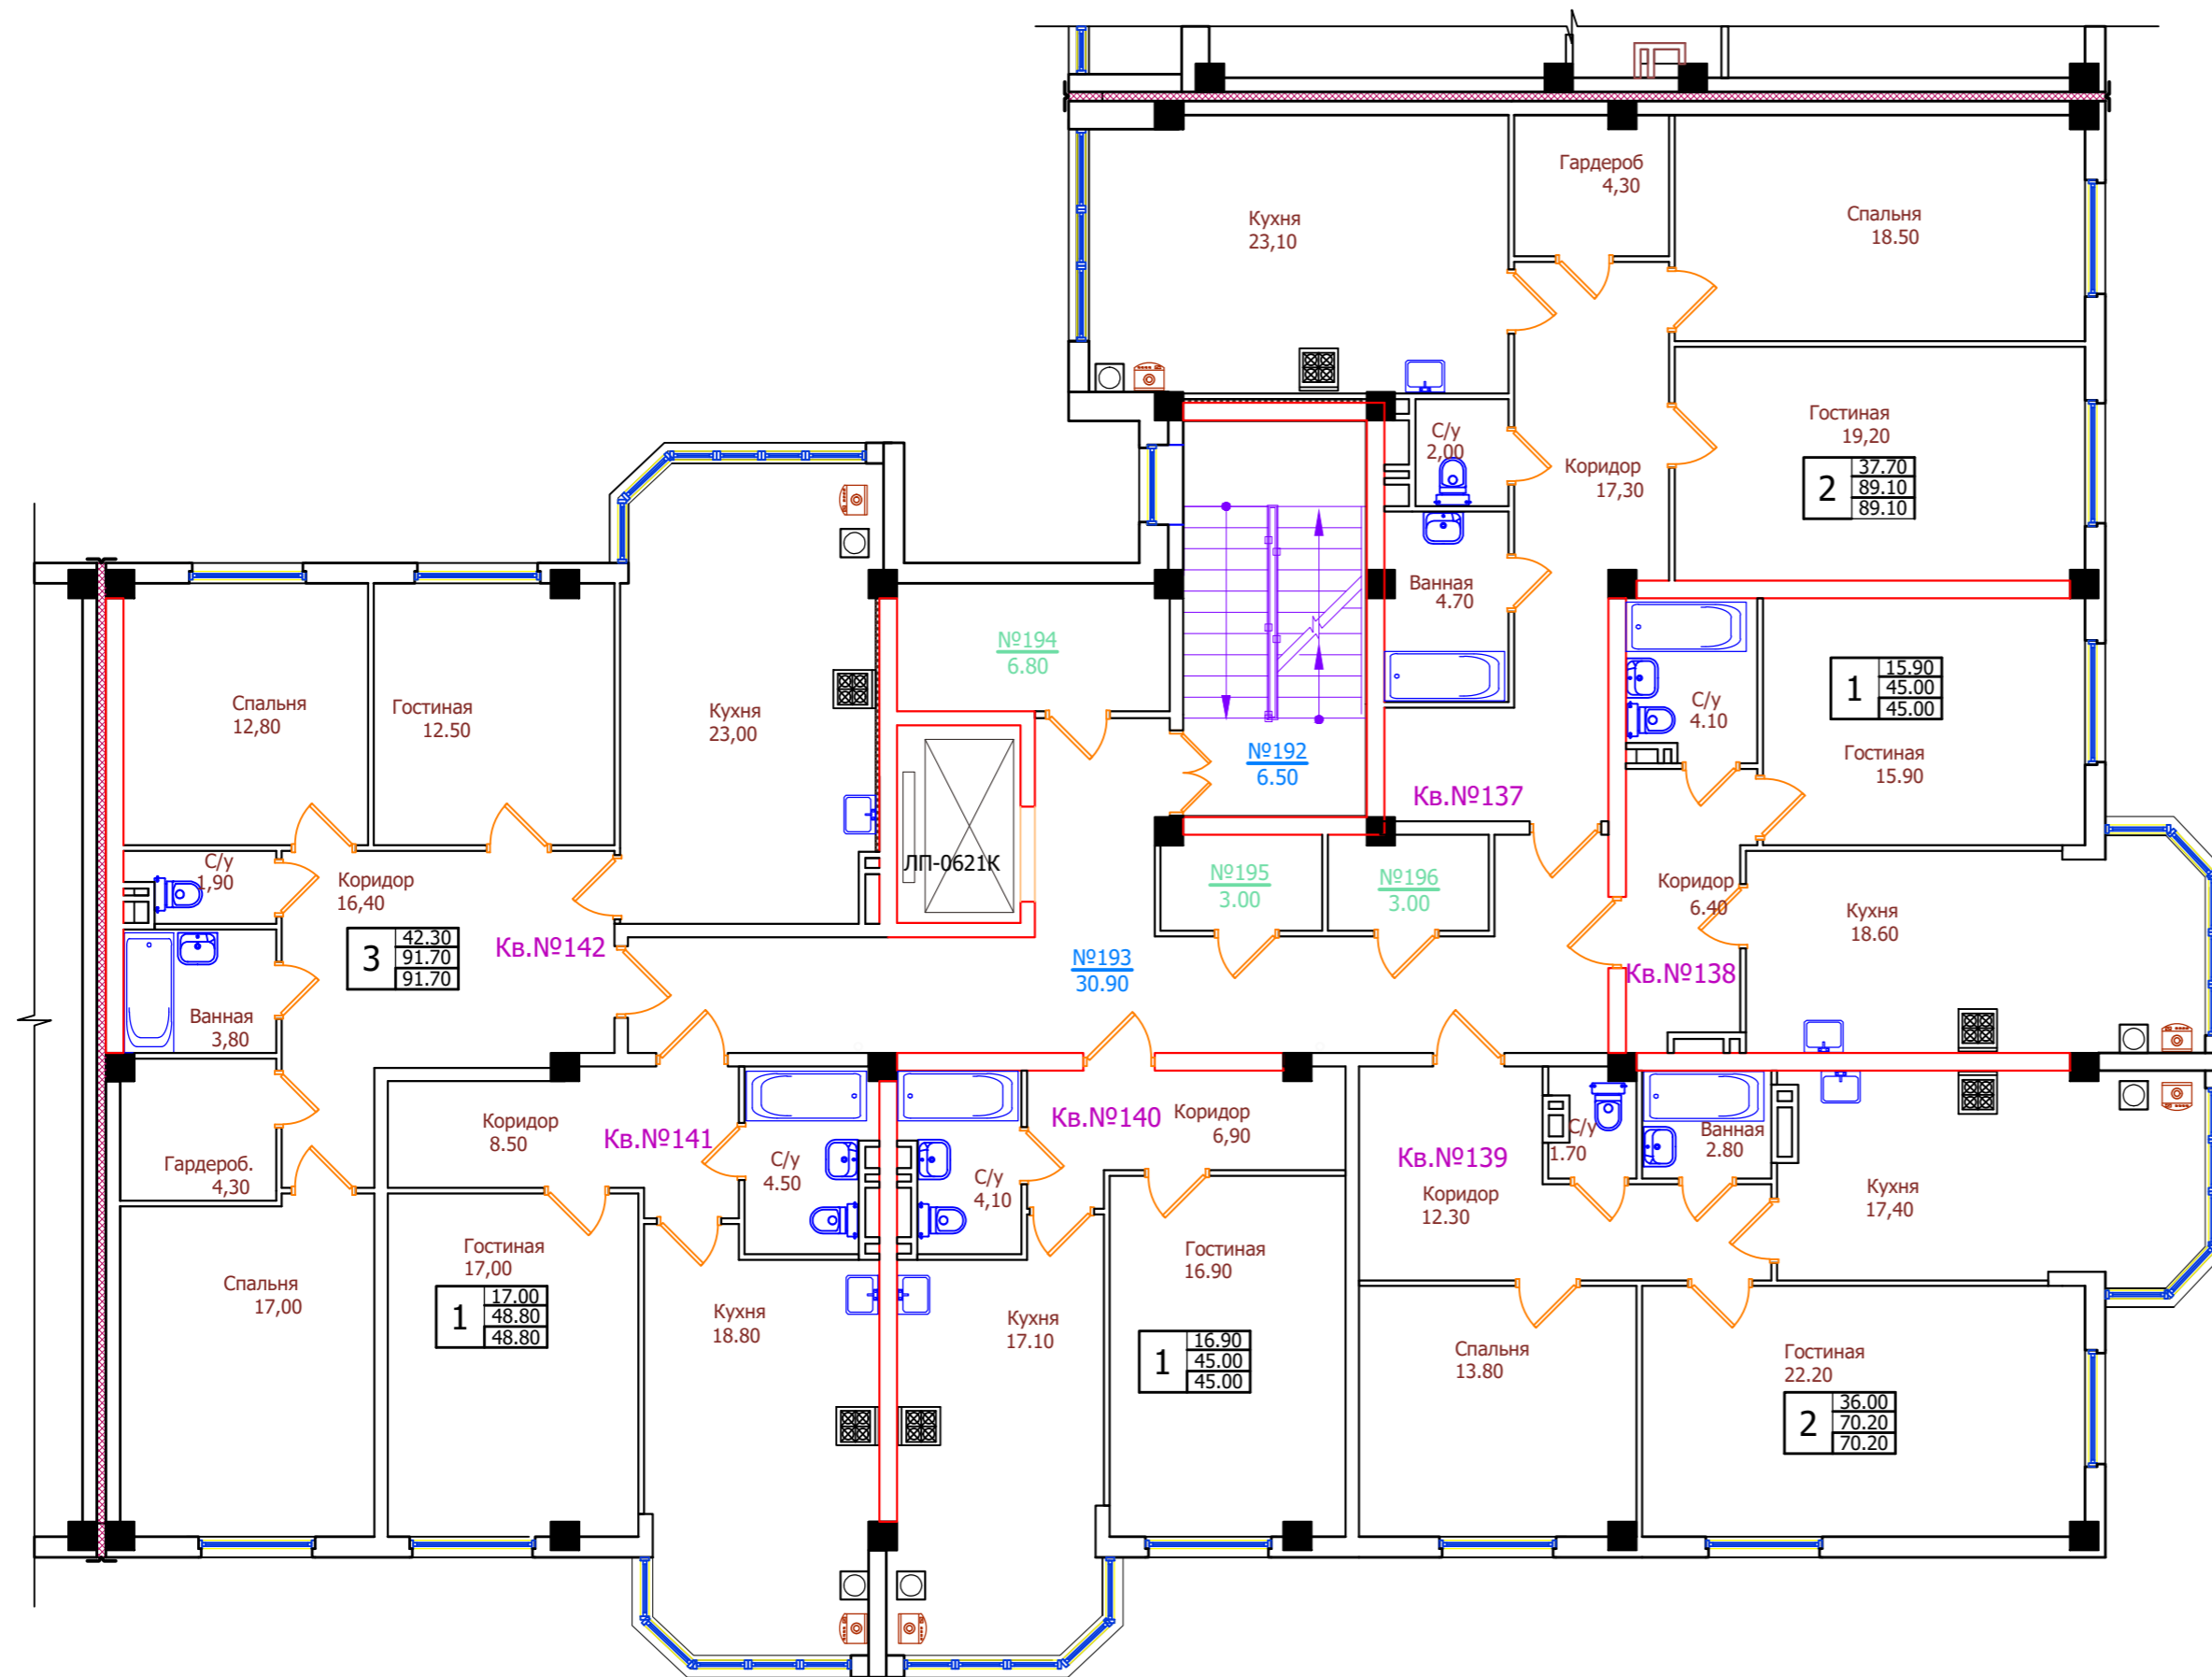 Гардероб
4,30
Кухня
23,10
Спальня
18.50
Гостиная
19,20
2
37.70
89.10
89.10
С/у
2,00
Коридор
17,30
Ванная
4.70
Кв.№137
№194
6.80
№192
6.50
ЛП-0621К
№195
3.00
№196
3.00
№193
30.90
Спальня
12,80
Гостиная
12.50
Кухня
23,00
С/у
1,90
Коридор
16,40
3
42.30
91.70
91.70
Кв.№142
Ванная
3,80
Гардероб.
4,30
Спальня
17,00
1
15.90
45.00
45.00
С/у
4.10
Гостиная
15.90
Коридор
6.40
Кухня
18.60
Кв.№138
Коридор
8.50
Кв.№141
С/у
4.50
Гостиная
17,00
1
17.00
48.80
48.80
Кухня
18.80
Кв.№140
Коридор
6,90
С/у
4,10
Гостиная
16.90
Кухня
17.10
1
16.90
45.00
45.00
Кв.№139
Коридор
12.30
С/у
1.70
Ванная
2.80
Кухня
17,40
Спальня
13.80
Гостиная
22.20
2
36.00
70.20
70.20